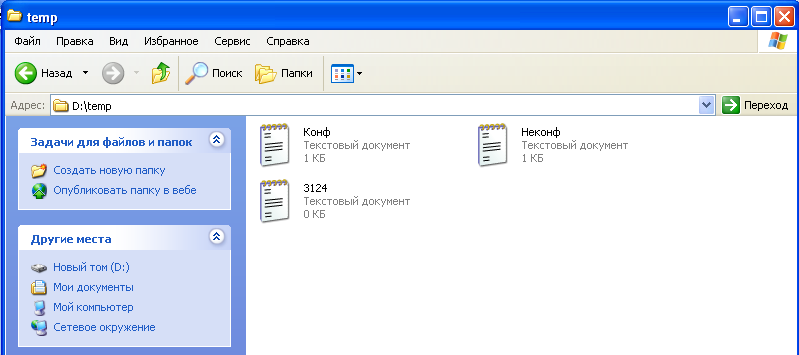 temp
Файл Правка Вид Избранное Сервис Справка
Назад Поиск Папки
Адрес: D:\temp Переход
Задачи для файлов и папок
Создать новую папку
Опубликовать папку в вебе
Другие места
Новый том (D:)
Мои документы
Мой компьютер
Сетевое окружение
Конф
Текстовый документ
1 КБ
Неконф
Текстовый документ
1 КБ
3124
Текстовый документ
0 КБ